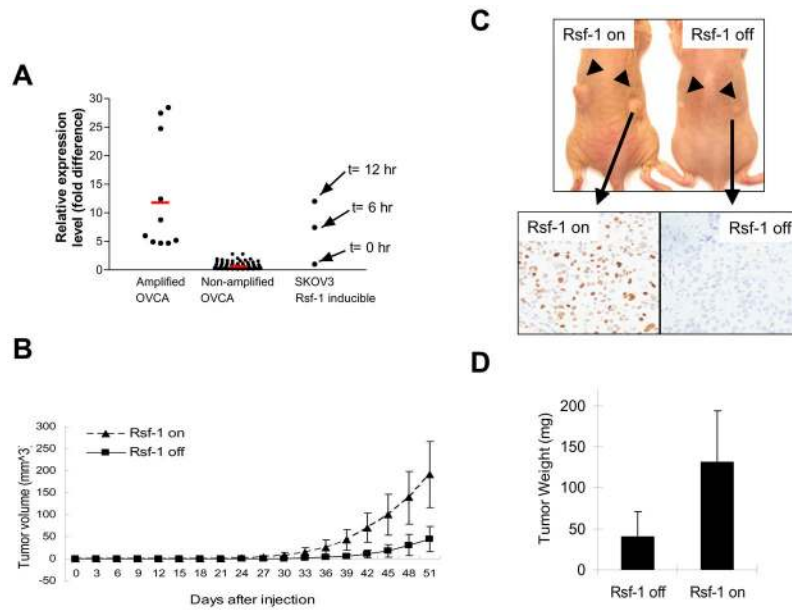 A
Relative expression
level (fold difference)
30
25
20
15
10
5
0
t= 12 hr
t= 6 hr
t= 0 hr
Amplified
OVCA
Non-amplified
OVCA
SKOV3
Rsf-1 inducible
B
Tumor volume (mm^3)
300
250
200
150
100
50
0
-50
Rsf-1 on
Rsf-1 off
0 3 6 9 12 15 18 21 24 27 30 33 36 39 42 45 48 51
Days after injection
C
Rsf-1 on
Rsf-1 off
Rsf-1 on
Rsf-1 off
D
Tumor Weight (mg)
200
150
100
50
0
Rsf-1 off
Rsf-1 on